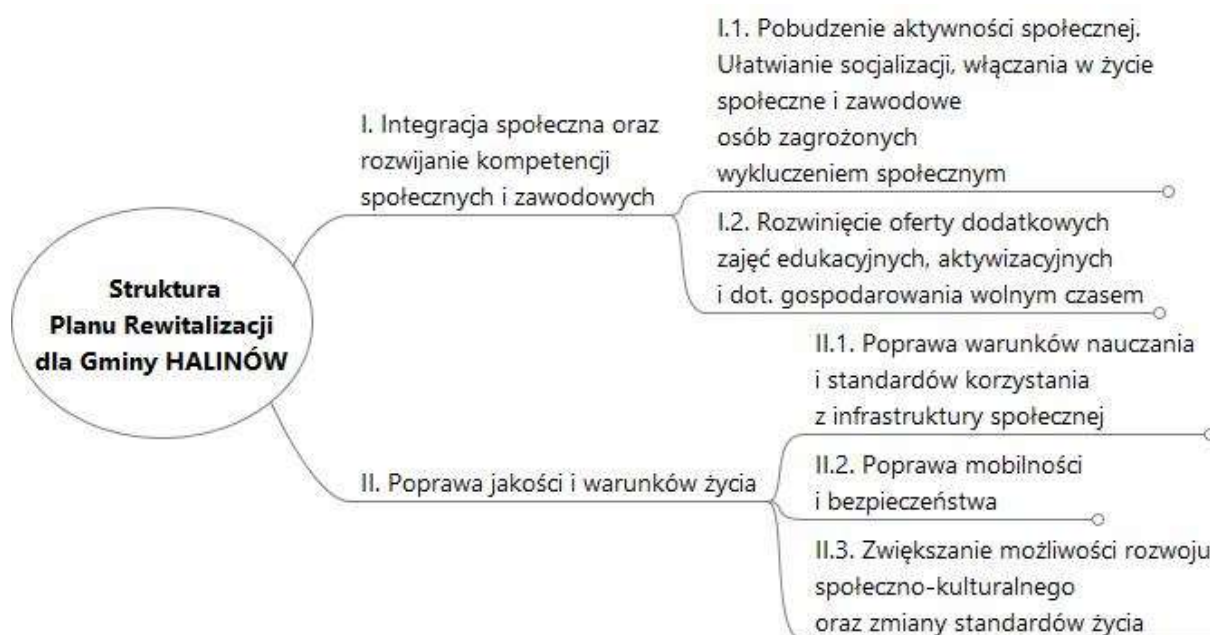 Struktura
Planu Rewitalizacji
dla Gminy HALINÓW
I. Integracja społeczna oraz
rozwijanie kompetencji
społecznych i zawodowych
I.1. Pobudzenie aktywności społecznej.
Ułatwianie socjalizacji, włączania w życie
społeczne i zawodowe
osób zagrożonych
wykluczeniem społecznym
I.2. Rozwinięcie oferty dodatkowych
zajęć edukacyjnych, aktywizacyjnych
i dot. gospodarowania wolnym czasem
II. Poprawa jakości i warunków życia
II.1. Poprawa warunków nauczania
i standardów korzystania
z infrastruktury społecznej
II.2. Poprawa mobilności
i bezpieczeństwa
II.3. Zwiększanie możliwości rozwoju
społeczno-kulturalnego
oraz zmiany standardów życia